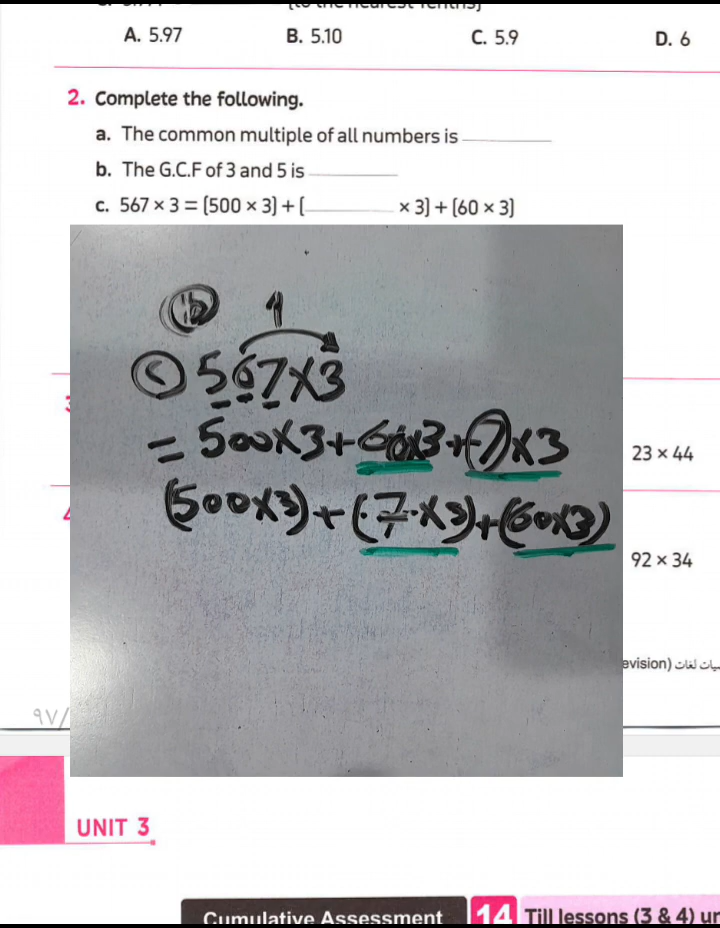 A. 5.97 B. 5.10 C. 5.9 D. 6
2. Complete the following.
a. The common multiple of all numbers is
b. The G.C.F of 3 and 5 is
c. 567 × 3 = (500 × 3) + ( × 3) + (60 × 3)
b 1
c 567×3
= 500×3+60×3+7×3
23 × 44
(500×3)+(7×3)+(60×3)
92 × 34
evision)
97/
UNIT 3
Cumulative Assessment 14 Till lessons (3 & 4)